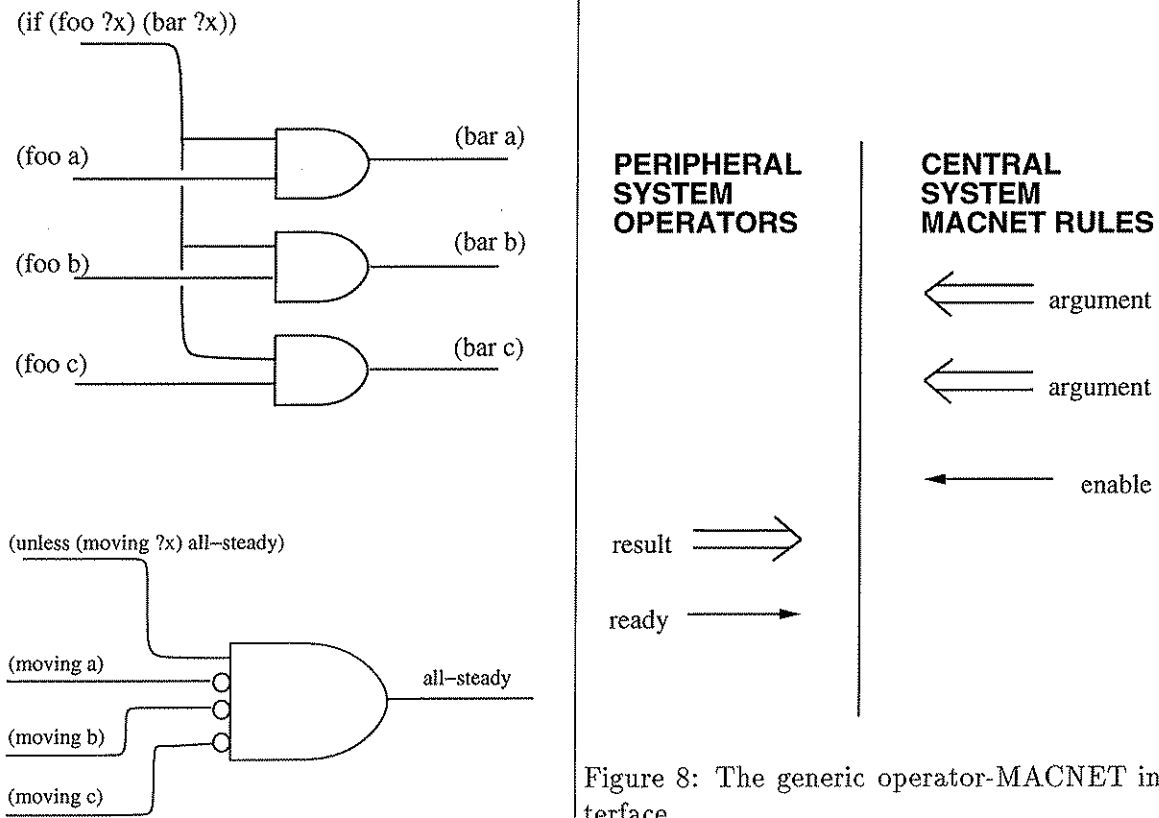 (if (foo ?x) (bar ?x))
(foo a)
(bar a)
(foo b)
(bar b)
(foo c)
(bar c)
(unless (moving ?x) all–steady)
(moving a)
all–steady
(moving b)
(moving c)
PERIPHERAL
SYSTEM
OPERATORS
CENTRAL
SYSTEM
MACNET RULES
argument
argument
enable
result
ready
Figure 8: The generic operator-MACNET in
terface